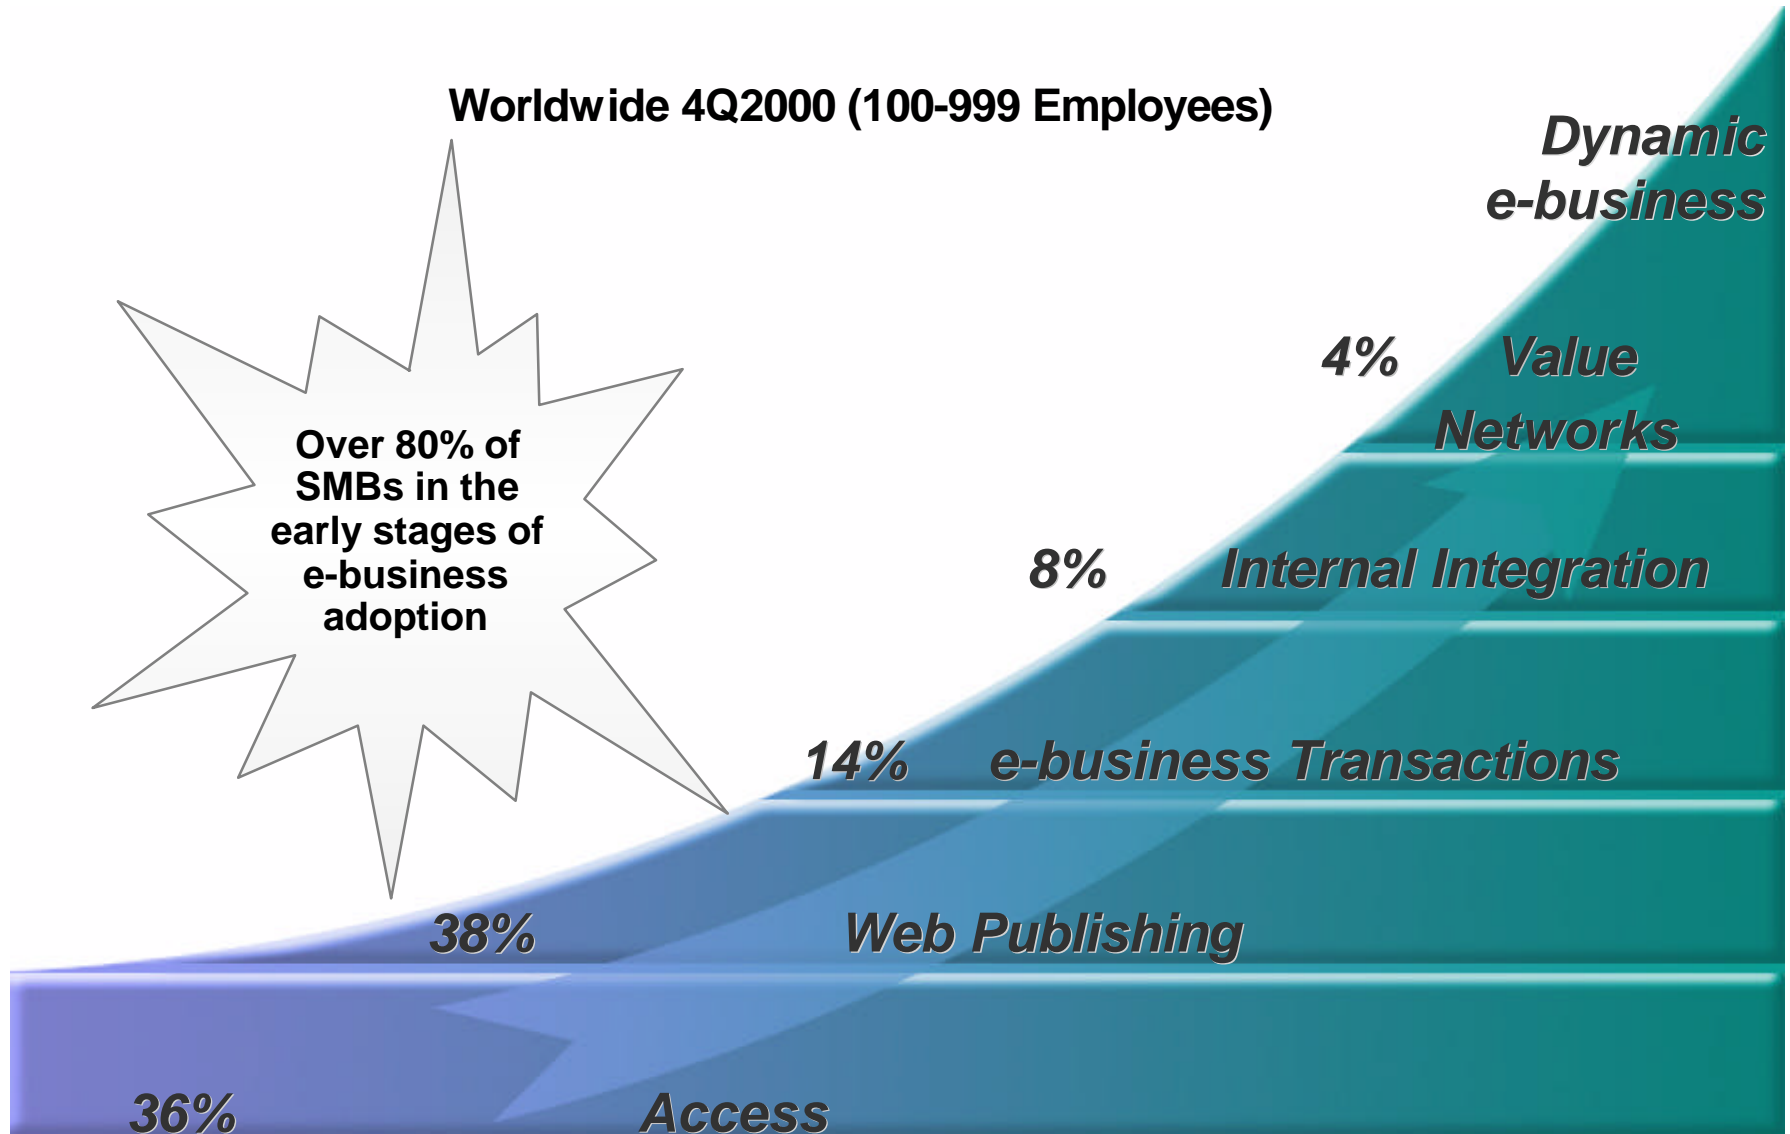 Worldwide 4Q2000 (100-999 Employees)
Dynamic
e-business
4% Value
Networks
Over 80% of
SMBs in the
early stages of
e-business
adoption
8% Internal Integration
14% e-business Transactions
38% Web Publishing
36% Access